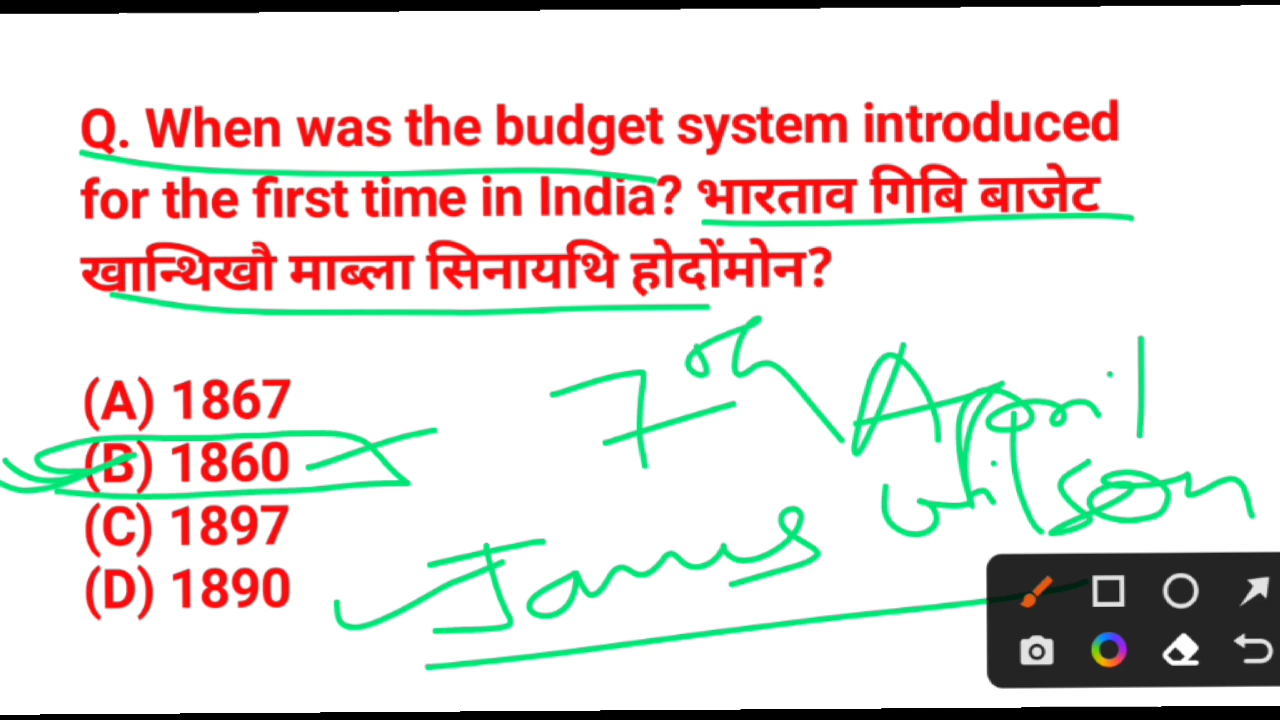 Q. When was the budget system introduced
for the first time in India? भारताव गिबि बाजेट
खान्थिखौ माब्ला सिनायथि होदोंमोन?
7th April
(A) 1867
(B) 1860
James Wilson
(C) 1897
(D) 1890